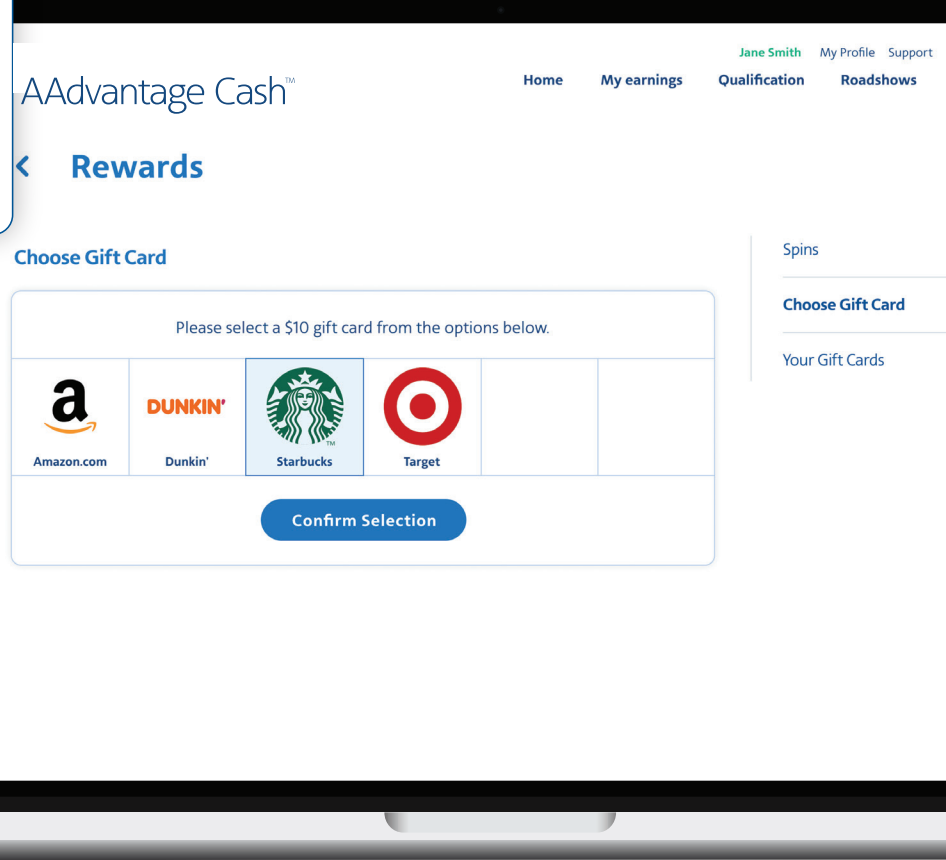 Jane Smith My Profile Support
AAdvantage Cash™
Home My earnings Qualification Roadshows
Rewards
Choose Gift Card
Please select a $10 gift card from the options below.
a
DUNKIN'
TM
Amazon.com
Dunkin'
Starbucks
Target
Confirm Selection
Spins
Choose Gift Card
Your Gift Cards